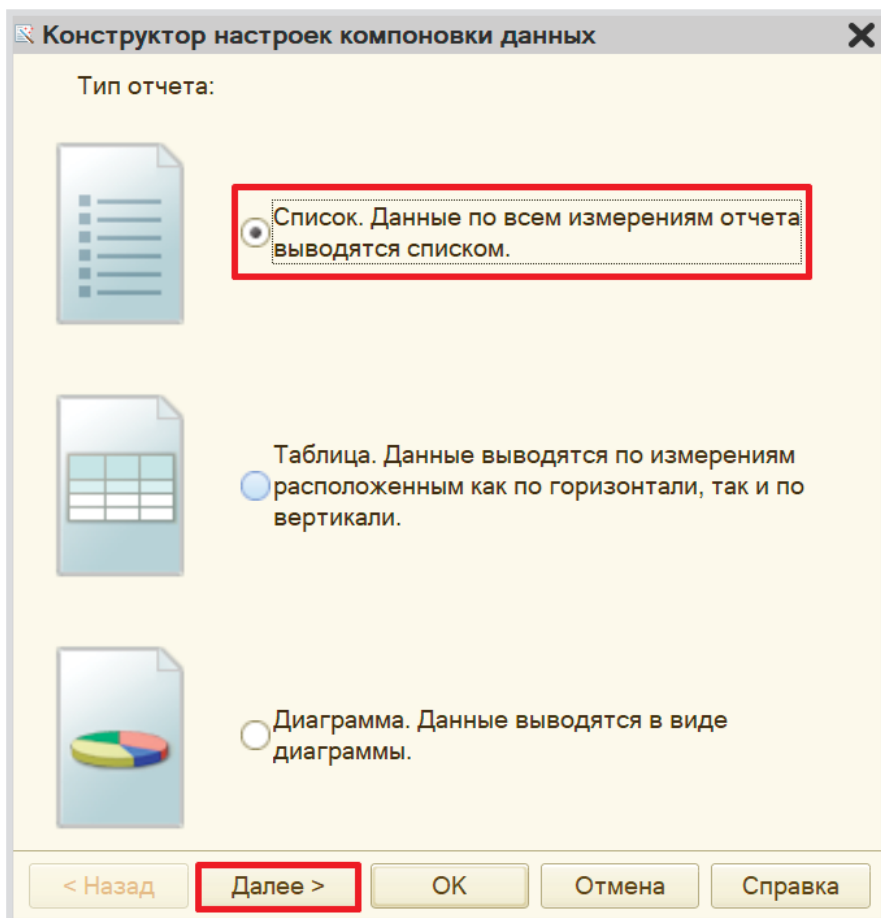 Конструктор настроек компоновки данных
Тип отчета:
Список. Данные по всем измерениям отчета
выводятся списком.
Таблица. Данные выводятся по измерениям
расположенным как по горизонтали, так и по
вертикали.
Диаграмма. Данные выводятся в виде
диаграммы.
< Назад Далее > ОК Отмена Справка